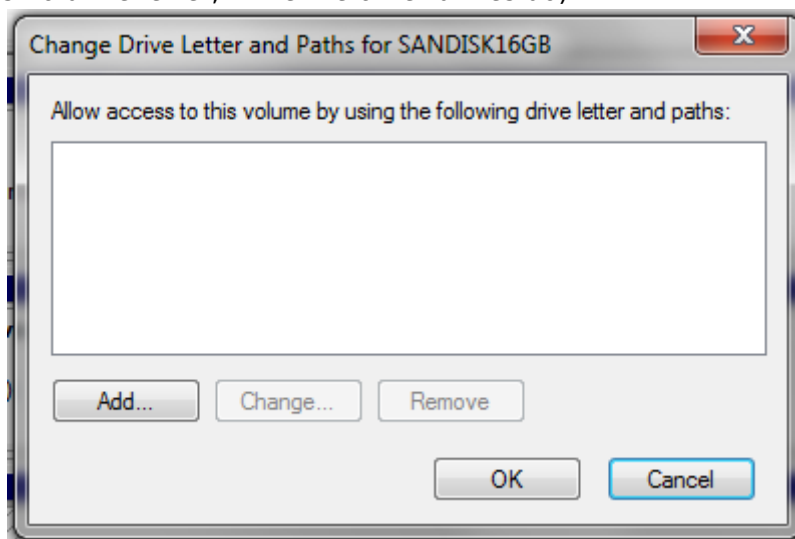 Change Drive Letter and Paths for SANDISK16GB
Allow access to this volume by using the following drive letter and paths:
Add...
Change...
Remove
OK
Cancel